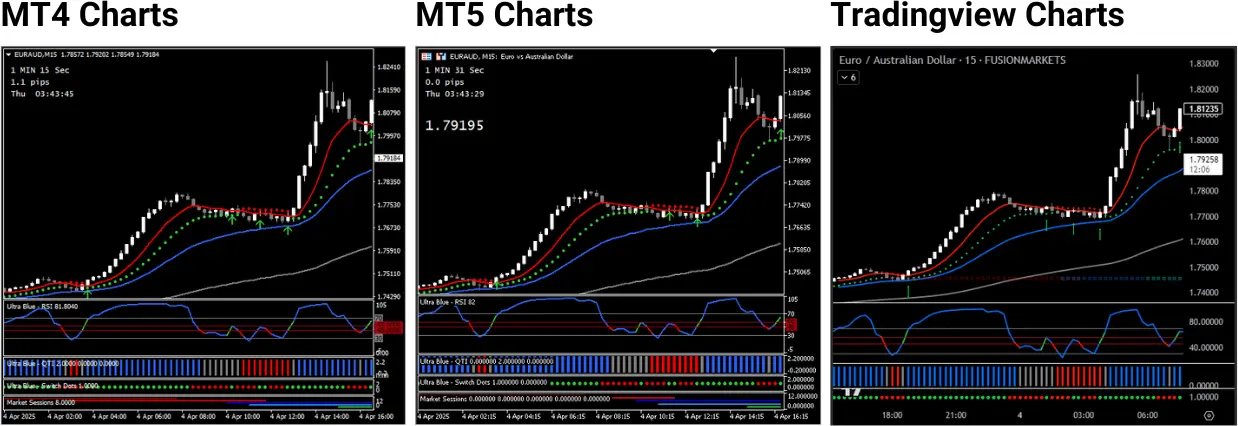 MT4 Charts
EURAUD,M15 1.78572 1.79202 1.78549 1.79184
1 MIN 15 Sec
1.1 pips
Thu 03:43:45
1.82410
1.81590
1.80790
1.79970
1.79184
1.78350
1.77530
1.76730
1.75910
1.75110
1.74290
Ultra Blue - RSI 81.8040
105
Ultra Blue - QTI 2.0000 0.0000 0.0000
2.2
-0.2
Ultra Blue - Switch Dots 1.0000
Market Sessions 8.0000
12
4 Apr 2025
4 Apr 02:00
4 Apr 04:00
4 Apr 06:00
4 Apr 08:00
4 Apr 10:00
4 Apr 12:00
4 Apr 14:00
4 Apr 16:00
MT5 Charts
EURAUD, M15: Euro vs Australian Dollar
1 MIN 31 Sec
0.0 pips
Thu 03:43:29
1.79195
1.82130
1.81345
1.80560
1.79775
1.78990
1.78205
1.77420
1.76635
1.75850
1.75065
Ultra Blue - RSI 82
105
70
30
-5
Ultra Blue - QTI 0.000000 2.000000 0.000000
2.200000
-0.200000
Ultra Blue - Switch Dots 1.000000 0.000000
2.000000
0.000000
Market Sessions 0.000000 8.000000 0.000000 0.000000 0.000000
12.000000
0.000000
4 Apr 2025
4 Apr 02:15
4 Apr 04:15
4 Apr 06:15
4 Apr 08:15
4 Apr 10:15
4 Apr 12:15
4 Apr 14:15
4 Apr 16:15
Tradingview Charts
Euro / Australian Dollar · 15 · FUSIONMARKETS
6
1.83000
1.82000
1.81235
1.80000
1.79258
12:06
1.78000
1.77000
1.76000
1.75000
1.74000
80.00000
40.00000
0.00000
1.00000
18:00
21:00
4
03:00
06:00